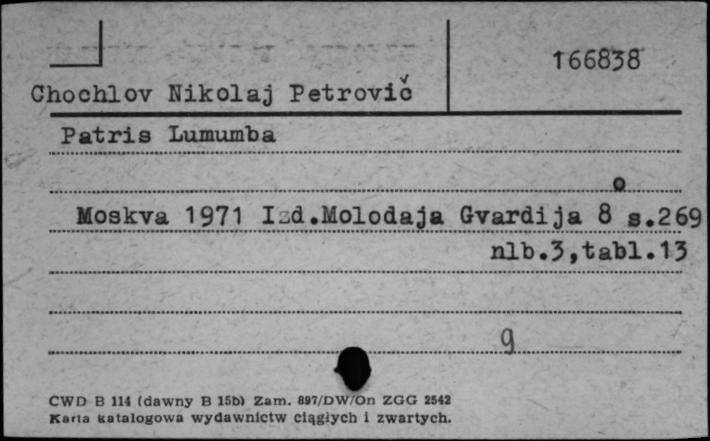 166838
Chochlov Nikolaj Petrovič
Patris Lumumba
Moskva 1971 Izd.Molodaja Gvardija 8° s.269
nlb.3,tabl.13
g
CWD B 114 (dawny B 15b) Zam. 897/DW/On ZGG 2542
Karta katalogowa wydawnictw ciągłych i zwartych.